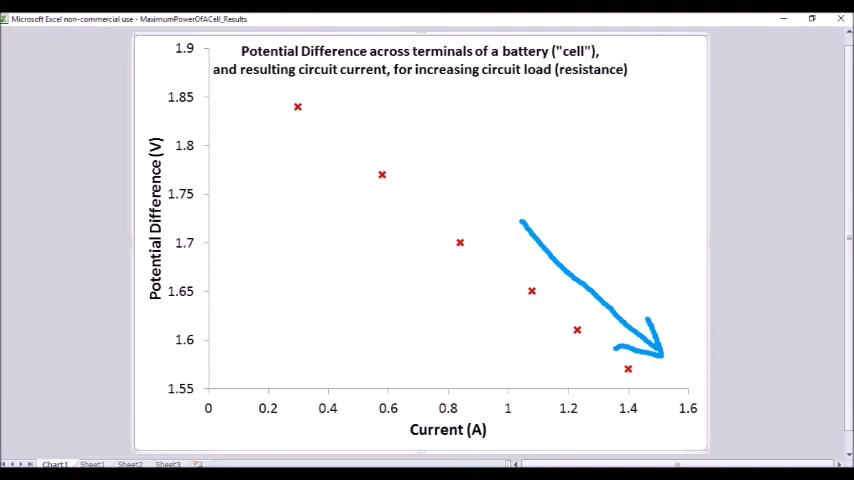 Microsoft Excel non-commercial use - MaximumPowerOfACell_Results
Potential Difference across terminals of a battery ("cell"),
and resulting circuit current, for increasing circuit load (resistance)
Potential Difference (V)
1.9
1.85
1.8
1.75
1.7
1.65
1.6
1.55
0 0.2 0.4 0.6 0.8 1 1.2 1.4 1.6
Current (A)
Chart1 Sheet1 Sheet2 Sheet3